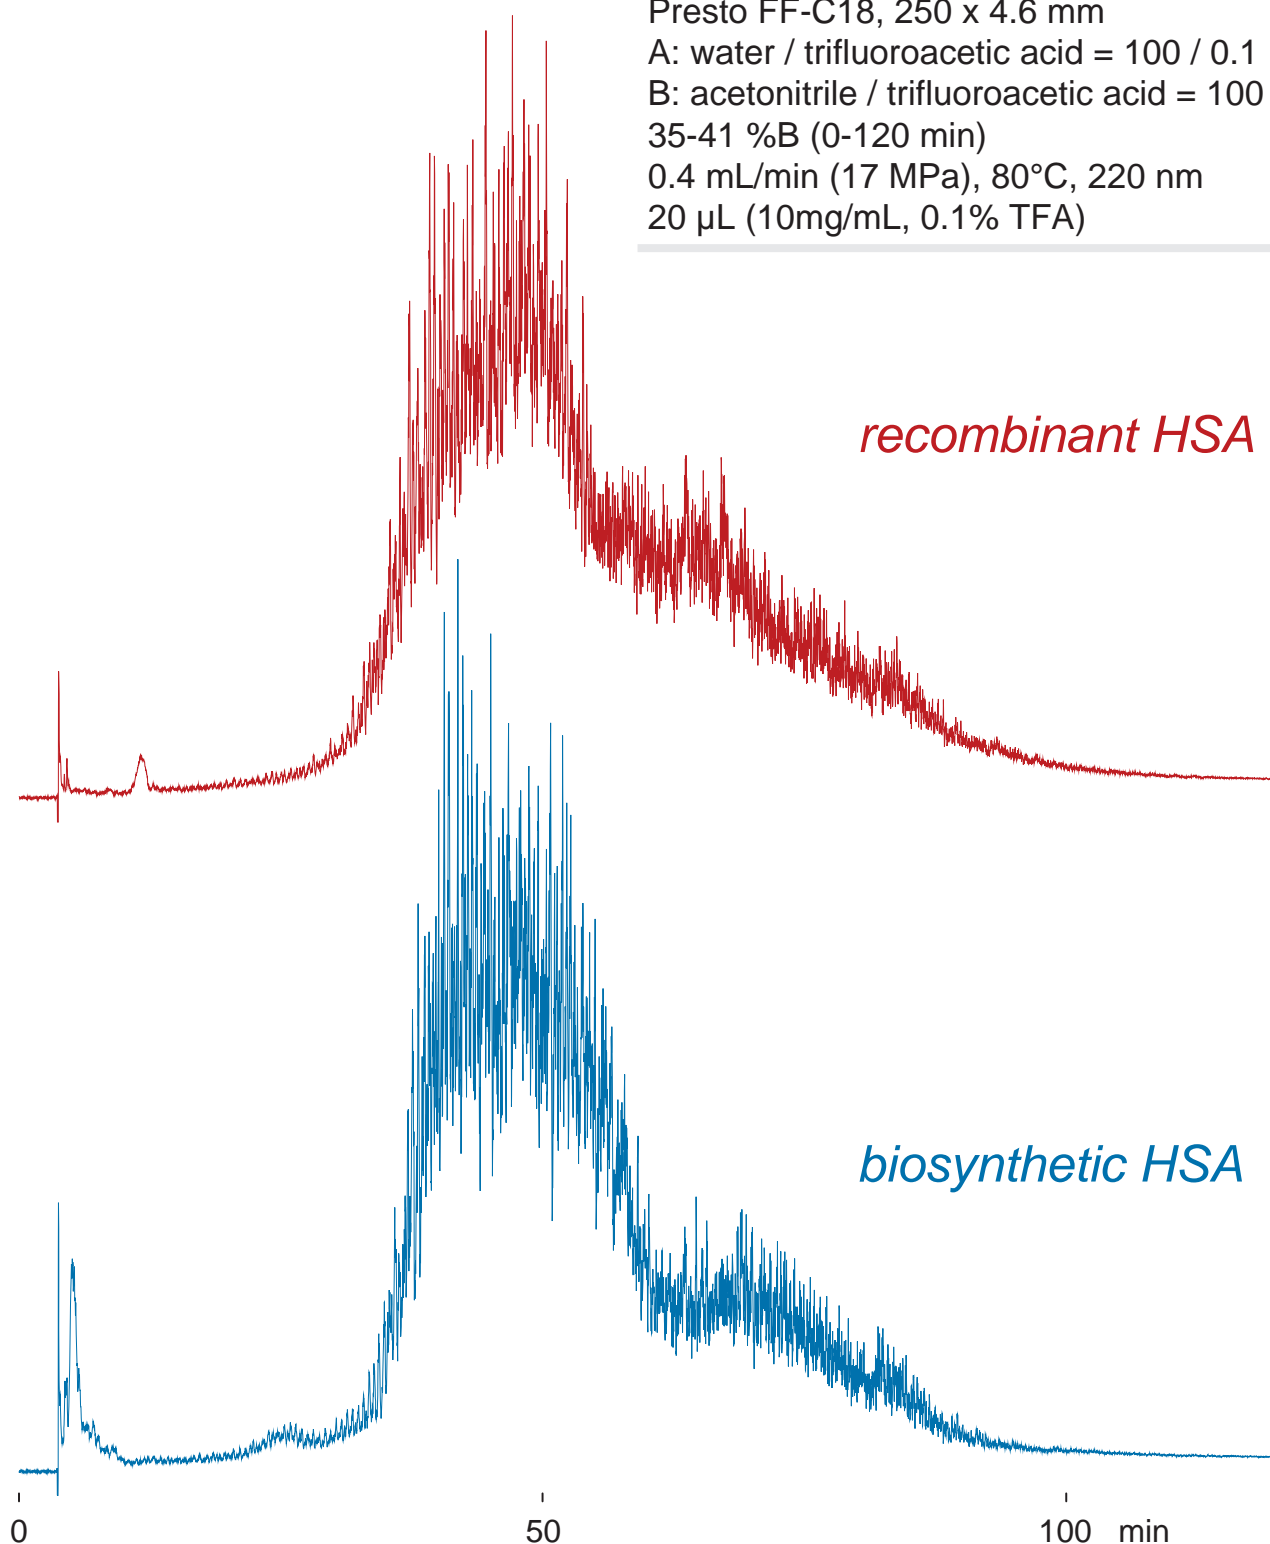 Presto FF-C18, 250 x 4.6 mm
A: water / trifluoroacetic acid = 100 / 0.1
B: acetonitrile / trifluoroacetic acid = 100
35-41 %B (0-120 min)
0.4 mL/min (17 MPa), 80°C, 220 nm
20 µL (10mg/mL, 0.1% TFA)
recombinant HSA
biosynthetic HSA
0 50 100 min